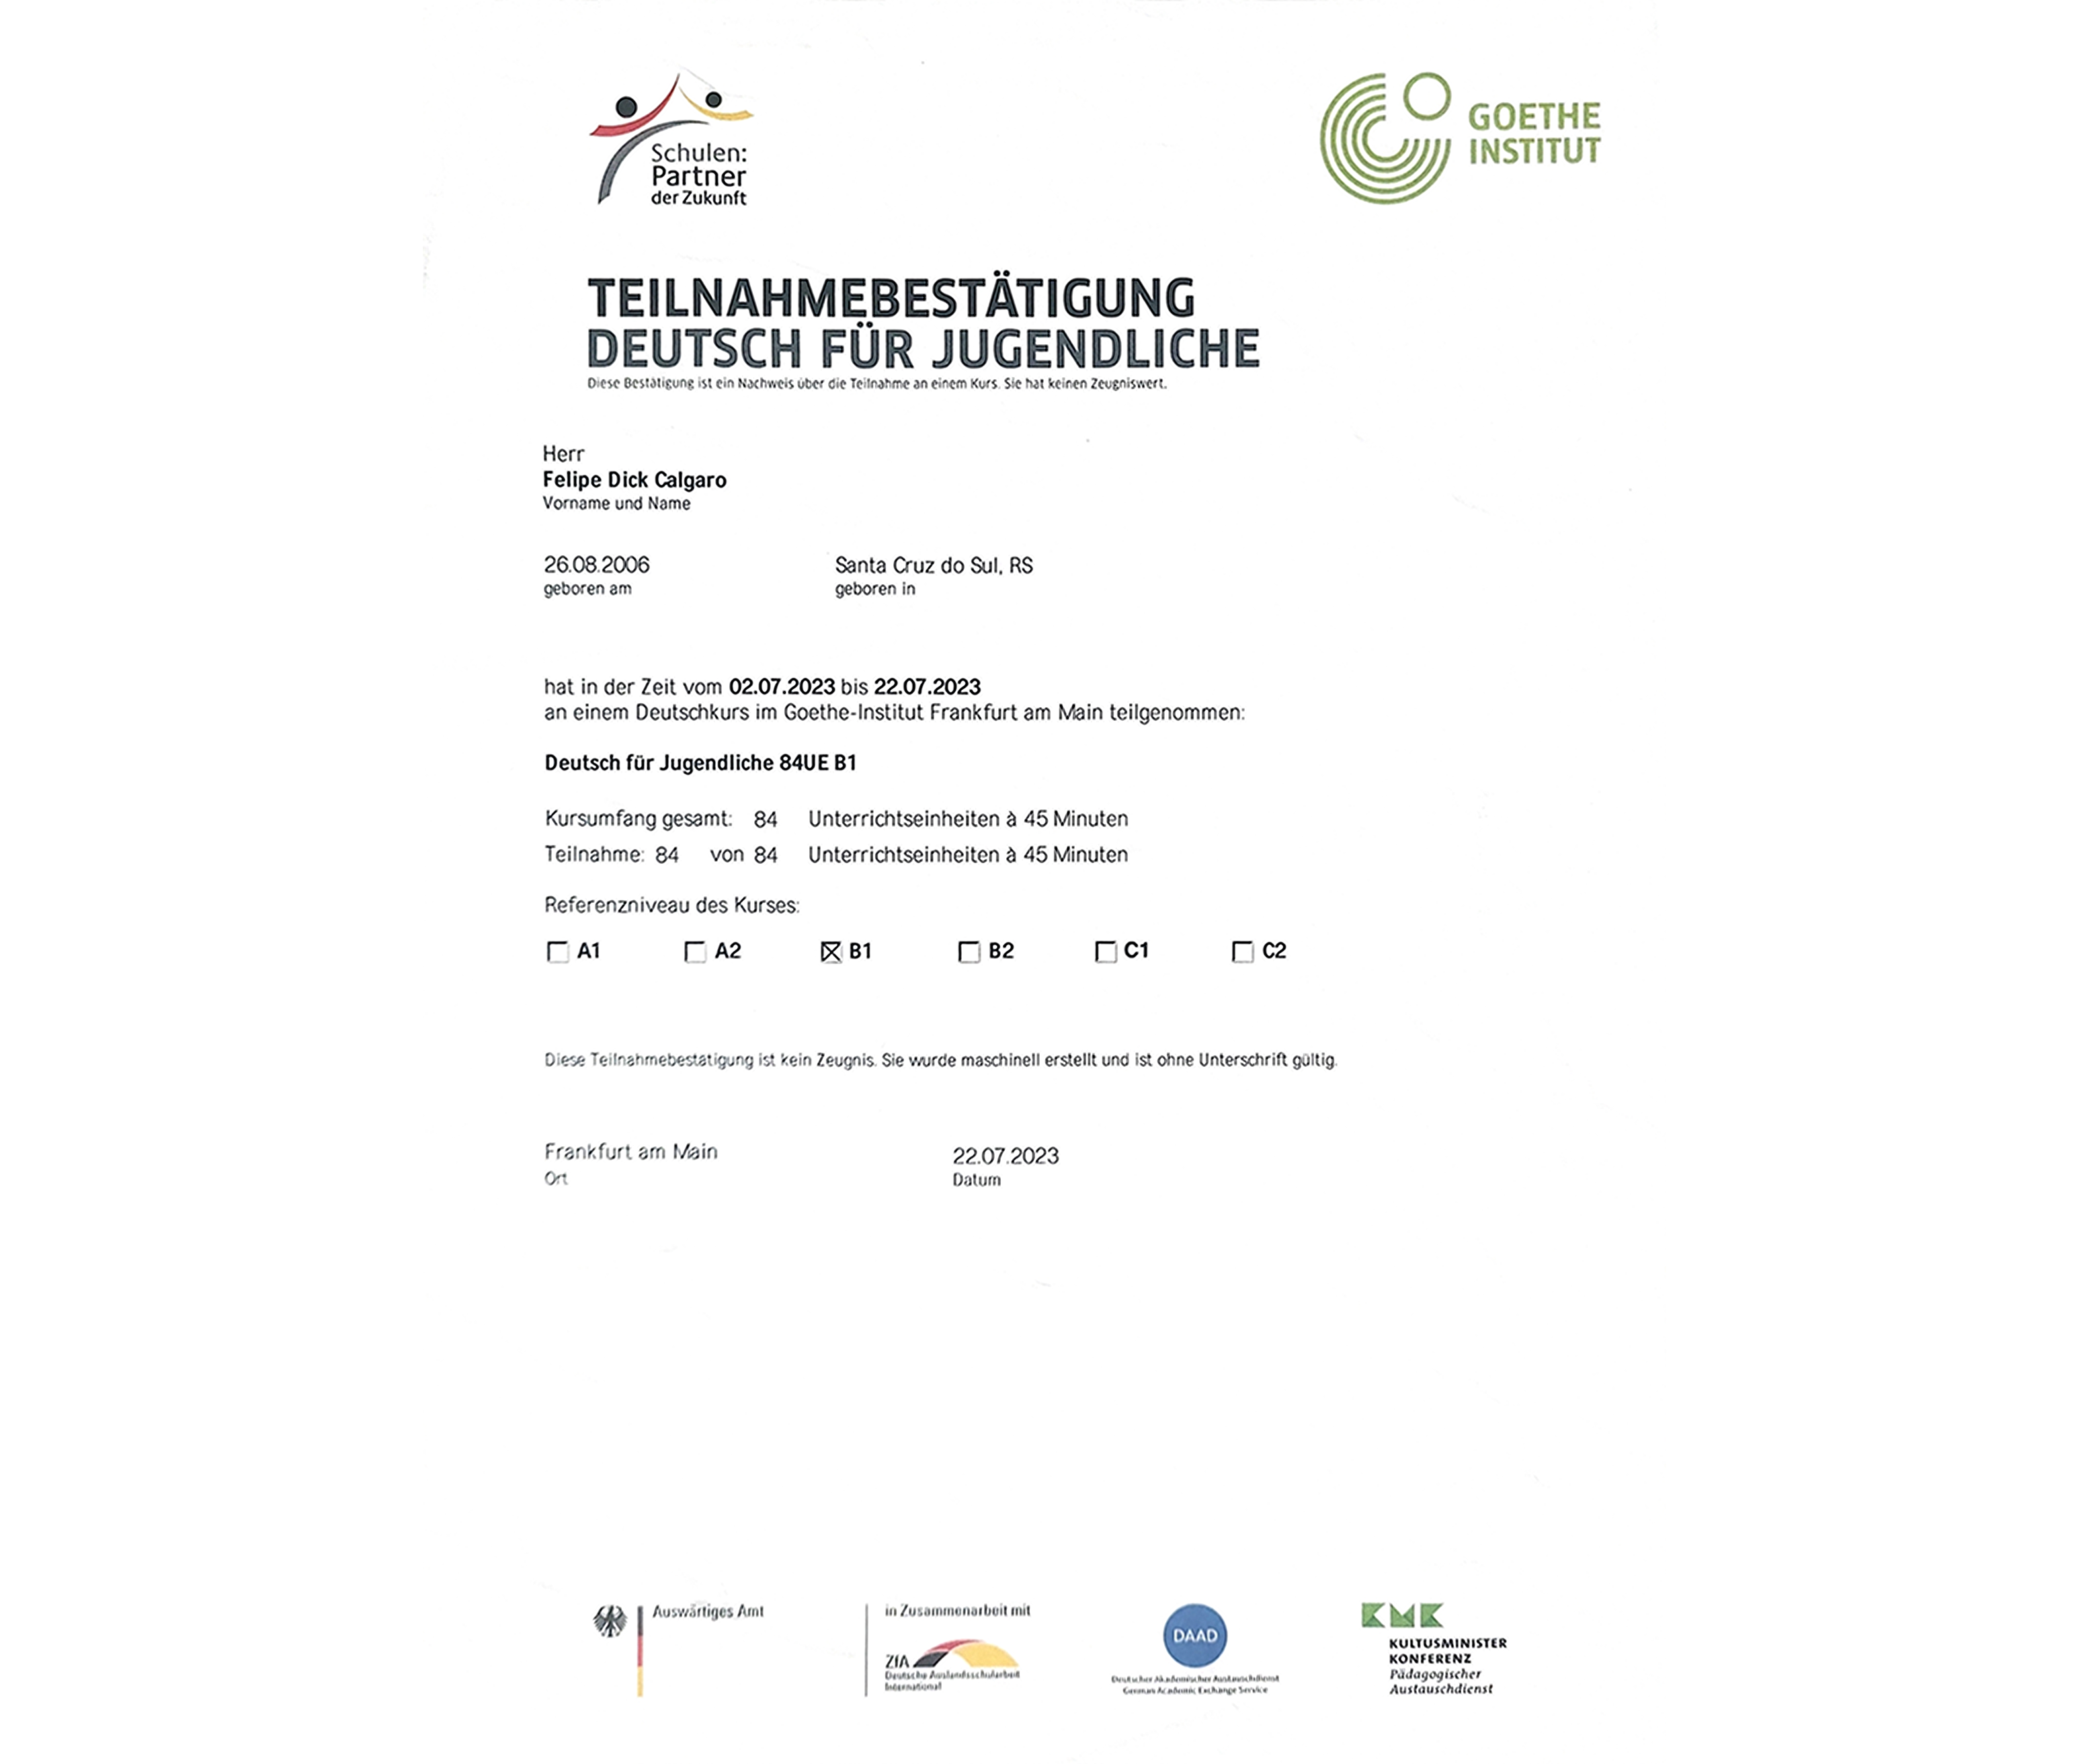 Schulen:
Partner
der Zukunft
GOETHE
INSTITUT
TEILNAHMEBESTÄTIGUNG
DEUTSCH FÜR JUGENDLICHE
Diese Bestätigung ist ein Nachweis über die Teilnahme an einem Kurs. Sie hat keinen Zeugniswert.
Herr
Felipe Dick Calgaro
Vorname und Name
26.08.2006 Santa Cruz do Sul, RS
geboren am geboren in
hat in der Zeit vom 02.07.2023 bis 22.07.2023
an einem Deutschkurs im Goethe-Institut Frankfurt am Main teilgenommen:
Deutsch für Jugendliche 84UE B1
Kursumfang gesamt: 84 Unterrichtseinheiten à 45 Minuten
Teilnahme: 84 von 84 Unterrichtseinheiten à 45 Minuten
Referenzniveau des Kurses:
A1 A2 B1 B2 C1 C2
Diese Teilnahmebestätigung ist kein Zeugnis. Sie wurde maschinell erstellt und ist ohne Unterschrift gültig.
Frankfurt am Main 22.07.2023
Ort Datum
Auswärtiges Amt
in Zusammenarbeit mit
ZfA
Deutsche Auslandsschularbeit
International
DAAD
Deutscher Akademischer Austauschdienst
German Academic Exchange Service
KMK
KULTUSMINISTER
KONFERENZ
Pädagogischer
Austauschdienst